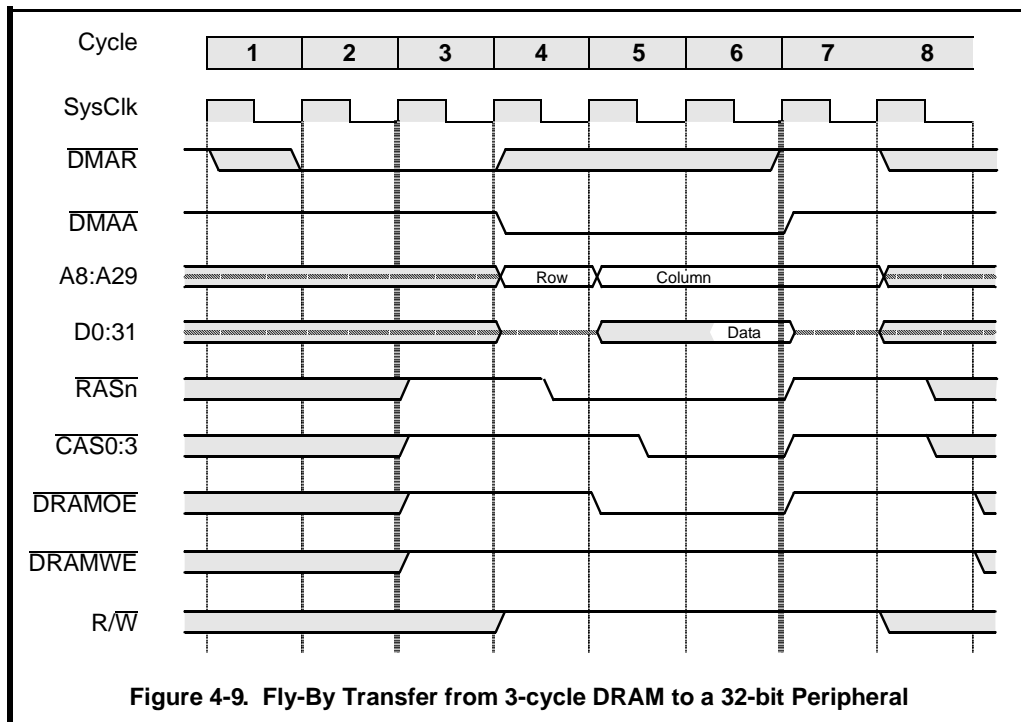 Cycle 1 2 3 4 5 6 7 8
SysClk
DMAR
DMAA
A8:A29 Row Column
D0:31 Data
RASn
CAS0:3
DRAMOE
DRAMWE
R/W
Figure 4-9. Fly-By Transfer from 3-cycle DRAM to a 32-bit Peripheral